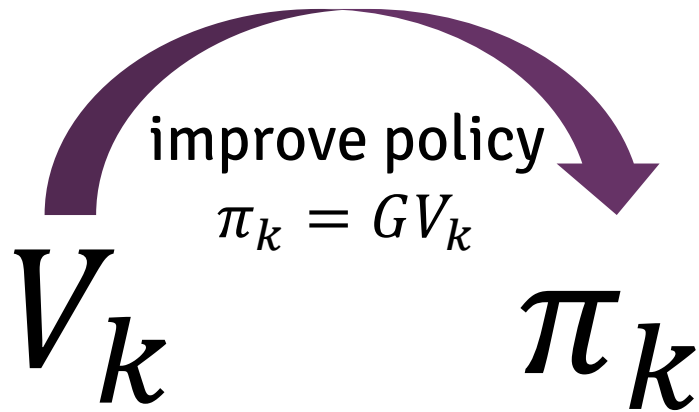 improve policy
π_k = GV_k
V_k
π_k